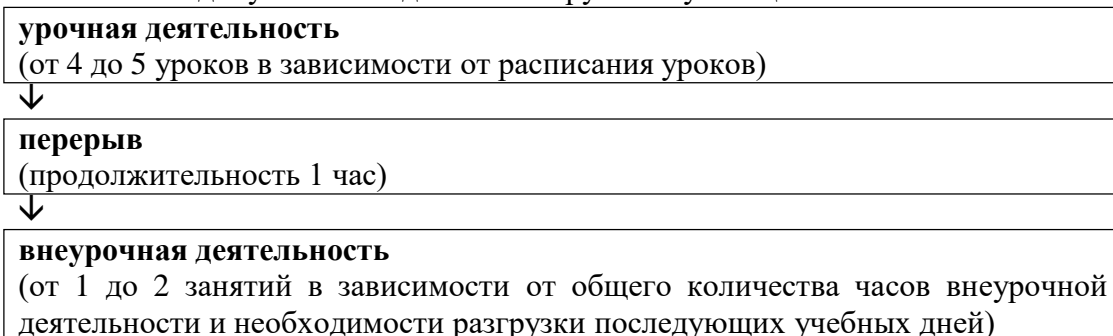 урочная деятельность
(от 4 до 5 уроков в зависимости от расписания уроков)
↓
перерыв
(продолжительность 1 час)
↓
внеурочная деятельность
(от 1 до 2 занятий в зависимости от общего количества часов внеурочной
деятельности и необходимости разгрузки последующих учебных дней)